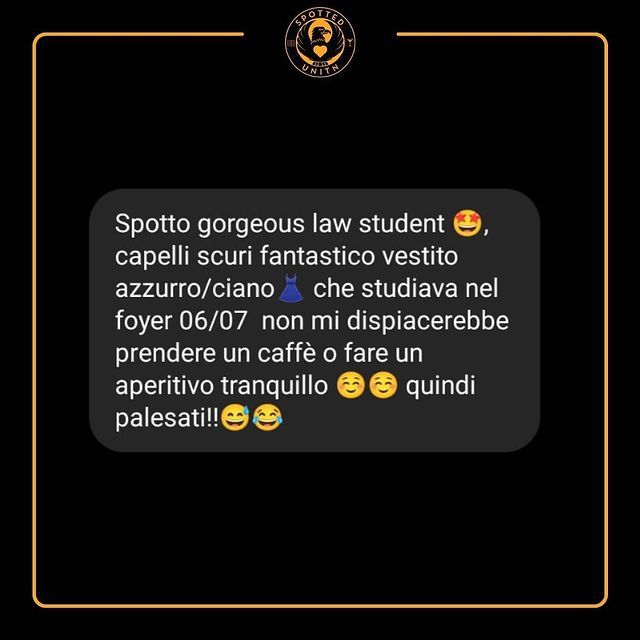 SPOTTED
UNITN
Spotto gorgeous law student 🤩,
capelli scuri fantastico vestito
azzurro/ciano👗 che studiava nel
foyer 06/07  non mi dispiacerebbe
prendere un caffè o fare un
aperitivo tranquillo ☺️☺️ quindi
palesati!!😅😂